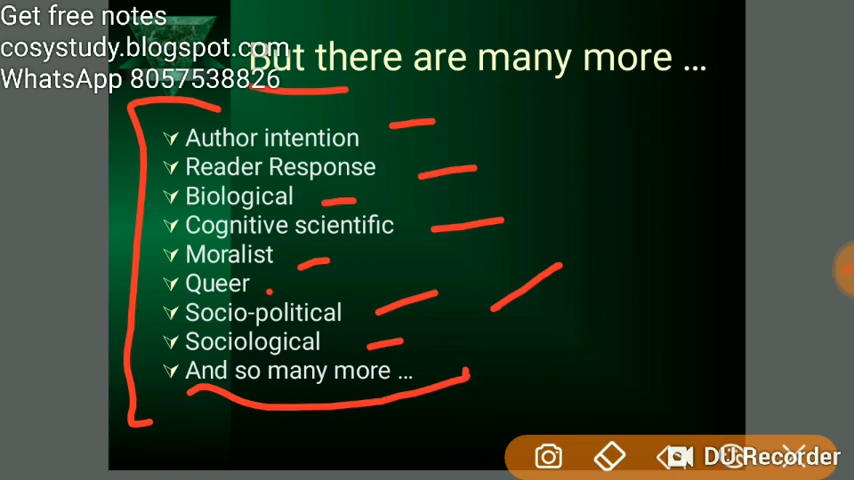 Get free notes
cosystudy.blogspot.com
WhatsApp 8057538826
But there are many more ...
Author intention
Reader Response
Biological
Cognitive scientific
Moralist
Queer
Socio-political
Sociological
And so many more ...
DU Recorder